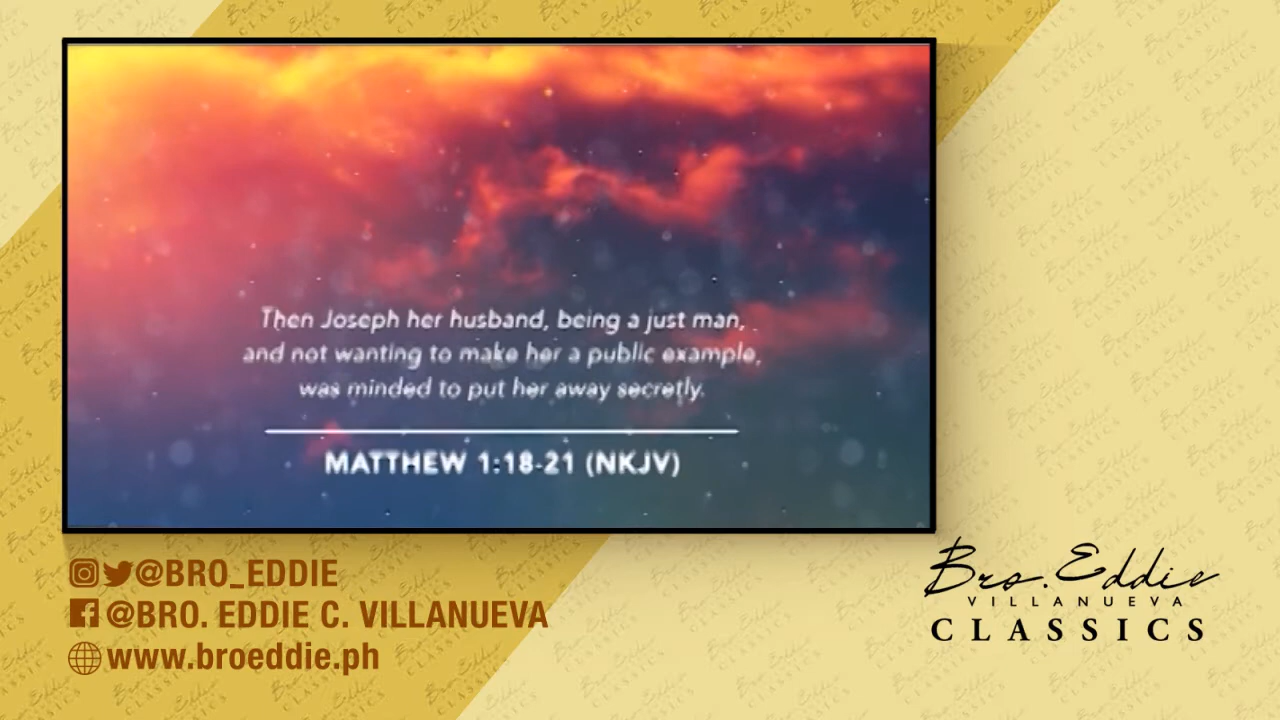 Then Joseph her husband, being a just man,
and not wanting to make her a public example,
was minded to put her away secretly.
MATTHEW 1:18-21 (NKJV)
@BRO_EDDIE
@BRO. EDDIE C. VILLANUEVA
www.broeddie.ph
Bro. Eddie
VILLANUEVA
CLASSICS